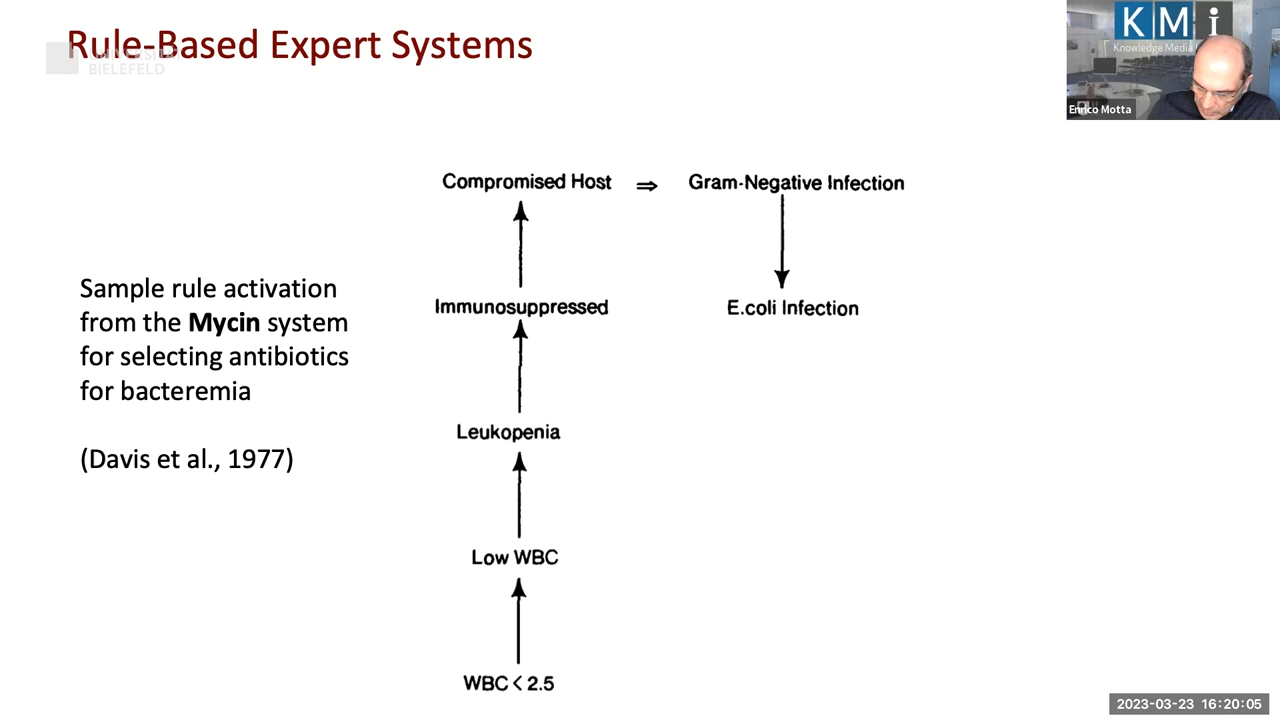 Rule-Based Expert Systems
UNIVERSITÄT
BIELEFELD
KMi
Knowledge Media
Enrico Motta
Compromised Host ⇒ Gram-Negative Infection
Sample rule activation
from the Mycin system
for selecting antibiotics
for bacteremia
(Davis et al., 1977)
Immunosuppressed
E.coli Infection
Leukopenia
Low WBC
WBC < 2.5
2023-03-23 16:20:05